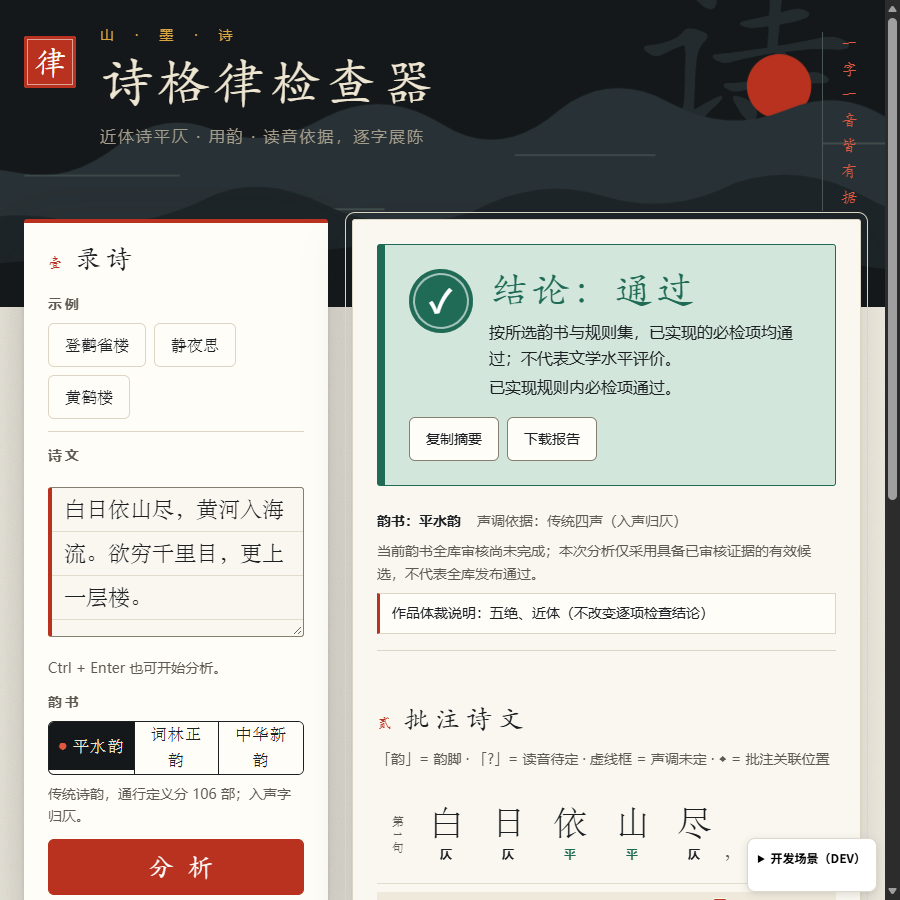 律
山 · 墨 · 诗
诗格律检查器
近体诗平仄 · 用韵 · 读音依据，逐字展陈
诗
一字一音皆有据
壹 录诗
示例
登鹳雀楼
静夜思
黄鹤楼
诗文
白日依山尽，黄河入海
流。欲穷千里目，更上
一层楼。
Ctrl + Enter 也可开始分析。
韵书
平水韵
词林正
韵
中华新
韵
传统诗韵，通行定义分 106 部；入声字
归仄。
分析
✓
结论：通过
按所选韵书与规则集，已实现的必检项均通
过；不代表文学水平评价。
已实现规则内必检项通过。
复制摘要
下载报告
韵书：平水韵 声调依据：传统四声（入声归仄）
当前韵书全库审核尚未完成；本次分析仅采用具备已审核证据的有效候
选，不代表全库发布通过。
作品体裁说明：五绝、近体（不改变逐项检查结论）
贰 批注诗文
「韵」= 韵脚 · 「?」= 读音待定 · 虚线框 = 声调未定 · ◆ = 批注关联位置
第一句
白 日 依 山 尽 ，
仄 仄 平 平 仄
▶ 开发场景（DEV）